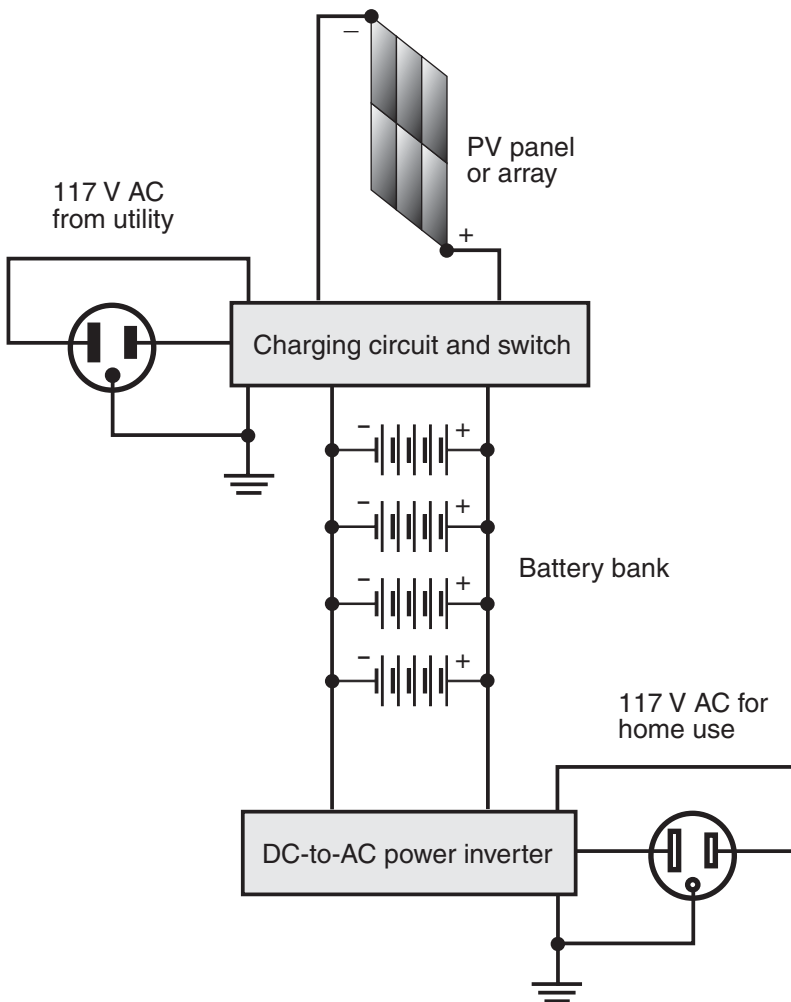 –
PV panel
or array
117 V AC
from utility
+
Charging circuit and switch
– +
– +
Battery bank
– +
– +
117 V AC for
home use
DC-to-AC power inverter